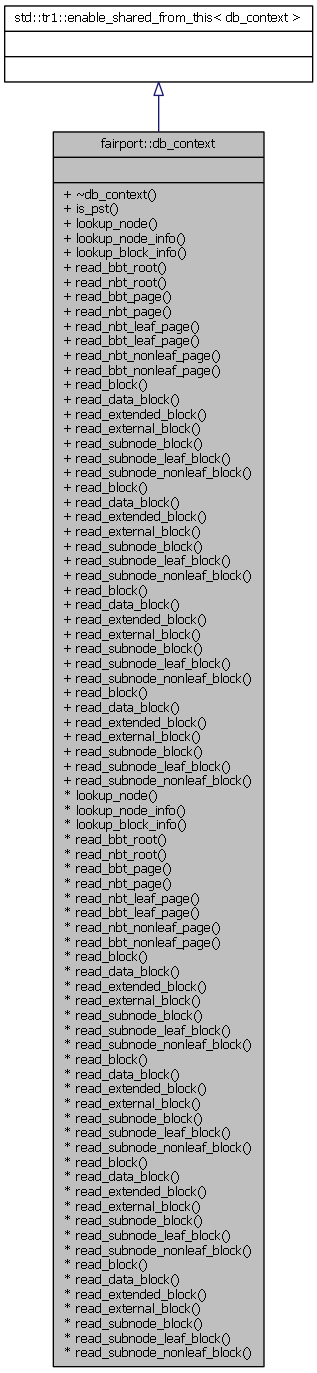 std::tr1::enable_shared_from_this< db_context >
fairport::db_context
+ ~db_context()
+ is_pst()
+ lookup_node()
+ lookup_node_info()
+ lookup_block_info()
+ read_bbt_root()
+ read_nbt_root()
+ read_bbt_page()
+ read_nbt_page()
+ read_nbt_leaf_page()
+ read_bbt_leaf_page()
+ read_nbt_nonleaf_page()
+ read_bbt_nonleaf_page()
+ read_block()
+ read_data_block()
+ read_extended_block()
+ read_external_block()
+ read_subnode_block()
+ read_subnode_leaf_block()
+ read_subnode_nonleaf_block()
+ read_block()
+ read_data_block()
+ read_extended_block()
+ read_external_block()
+ read_subnode_block()
+ read_subnode_leaf_block()
+ read_subnode_nonleaf_block()
+ read_block()
+ read_data_block()
+ read_extended_block()
+ read_external_block()
+ read_subnode_block()
+ read_subnode_leaf_block()
+ read_subnode_nonleaf_block()
+ read_block()
+ read_data_block()
+ read_extended_block()
+ read_external_block()
+ read_subnode_block()
+ read_subnode_leaf_block()
+ read_subnode_nonleaf_block()
* lookup_node()
* lookup_node_info()
* lookup_block_info()
* read_bbt_root()
* read_nbt_root()
* read_bbt_page()
* read_nbt_page()
* read_nbt_leaf_page()
* read_bbt_leaf_page()
* read_nbt_nonleaf_page()
* read_bbt_nonleaf_page()
* read_block()
* read_data_block()
* read_extended_block()
* read_external_block()
* read_subnode_block()
* read_subnode_leaf_block()
* read_subnode_nonleaf_block()
* read_block()
* read_data_block()
* read_extended_block()
* read_external_block()
* read_subnode_block()
* read_subnode_leaf_block()
* read_subnode_nonleaf_block()
* read_block()
* read_data_block()
* read_extended_block()
* read_external_block()
* read_subnode_block()
* read_subnode_leaf_block()
* read_subnode_nonleaf_block()
* read_block()
* read_data_block()
* read_extended_block()
* read_external_block()
* read_subnode_block()
* read_subnode_leaf_block()
* read_subnode_nonleaf_block()